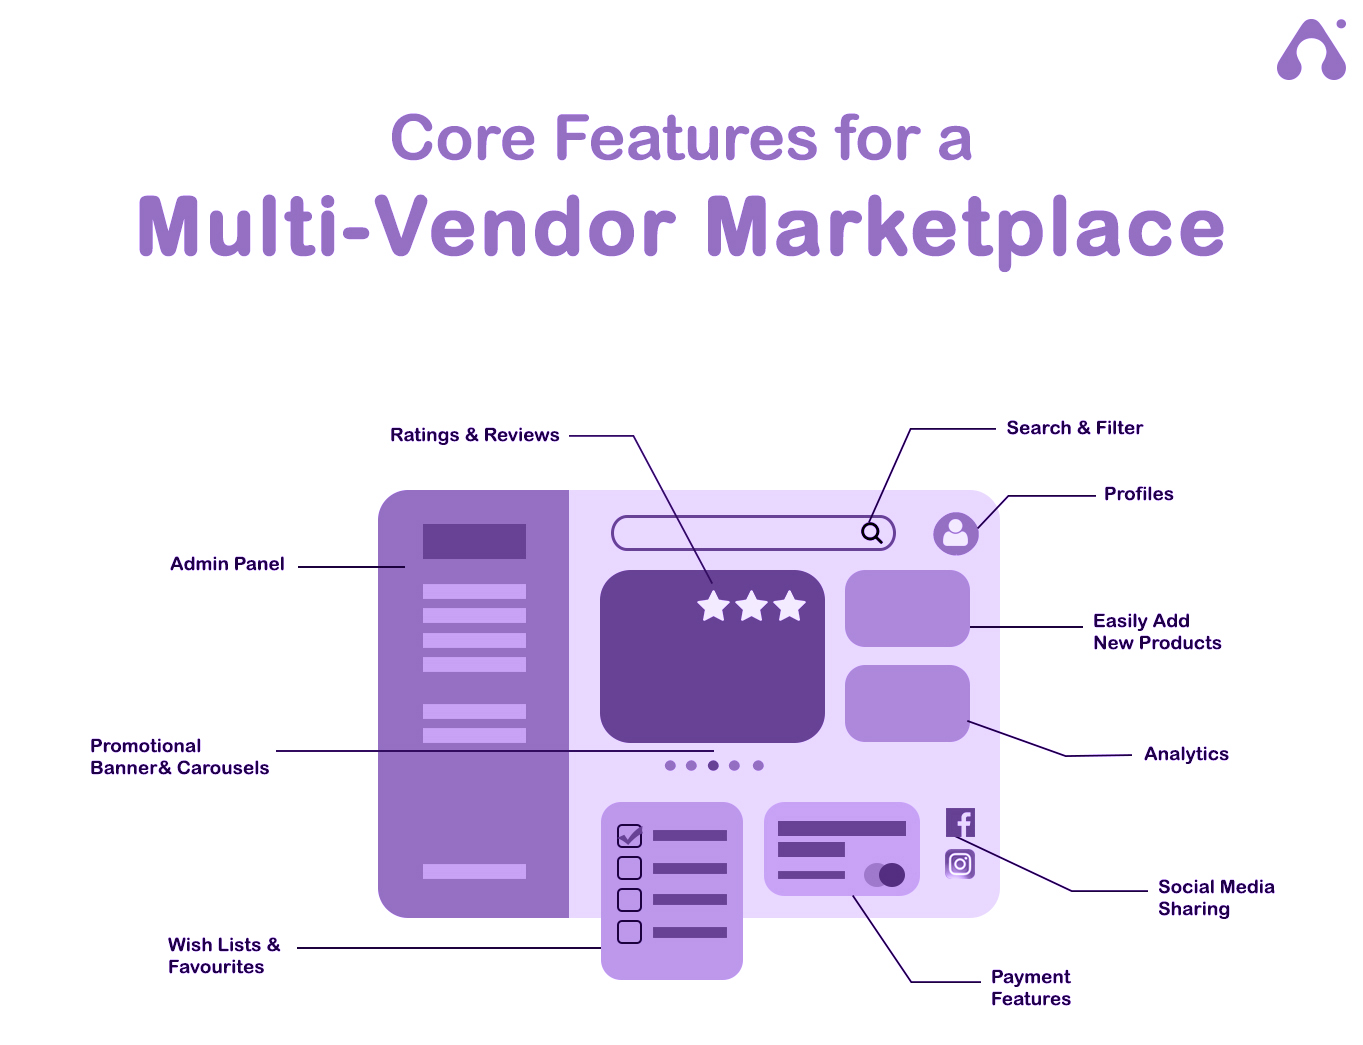 Core Features for a
Multi-Vendor Marketplace
Ratings & Reviews
Search & Filter
Profiles
Admin Panel
Easily Add
New Products
Promotional
Banner& Carousels
Analytics
Social Media
Sharing
Wish Lists &
Favourites
Payment
Features